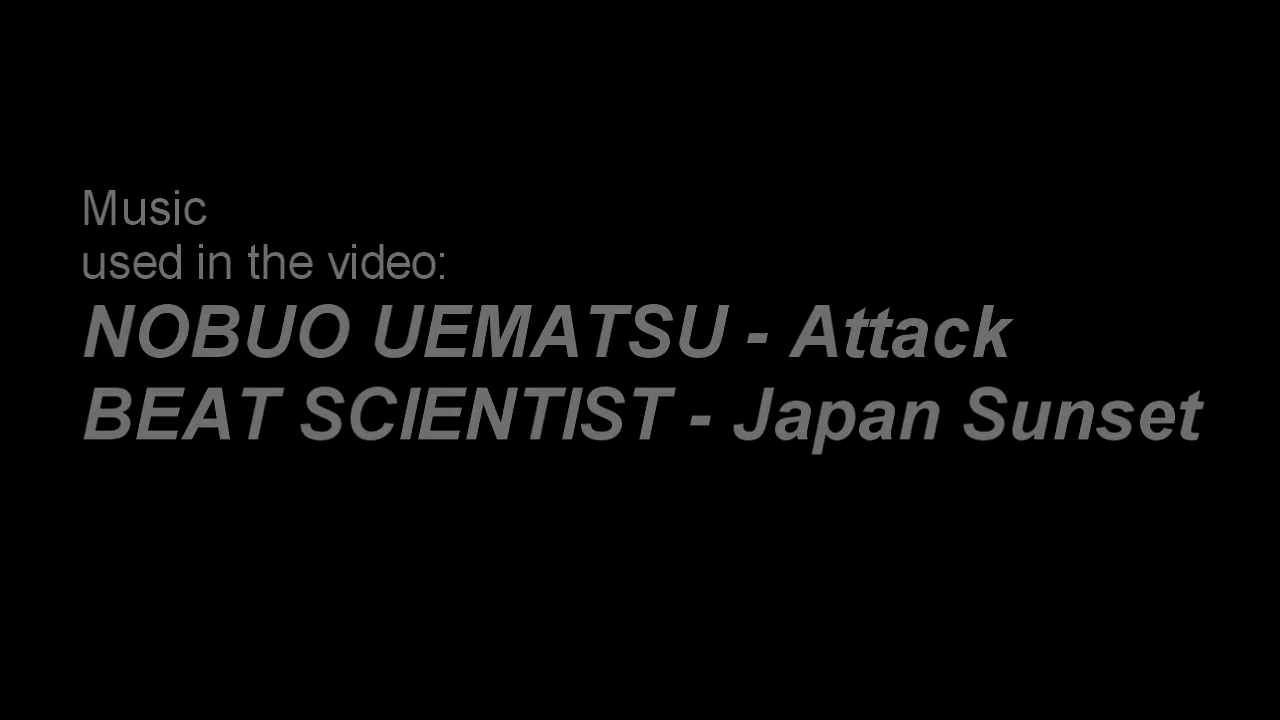 Music
used in the video:
NOBUO UEMATSU - Attack
BEAT SCIENTIST - Japan Sunset